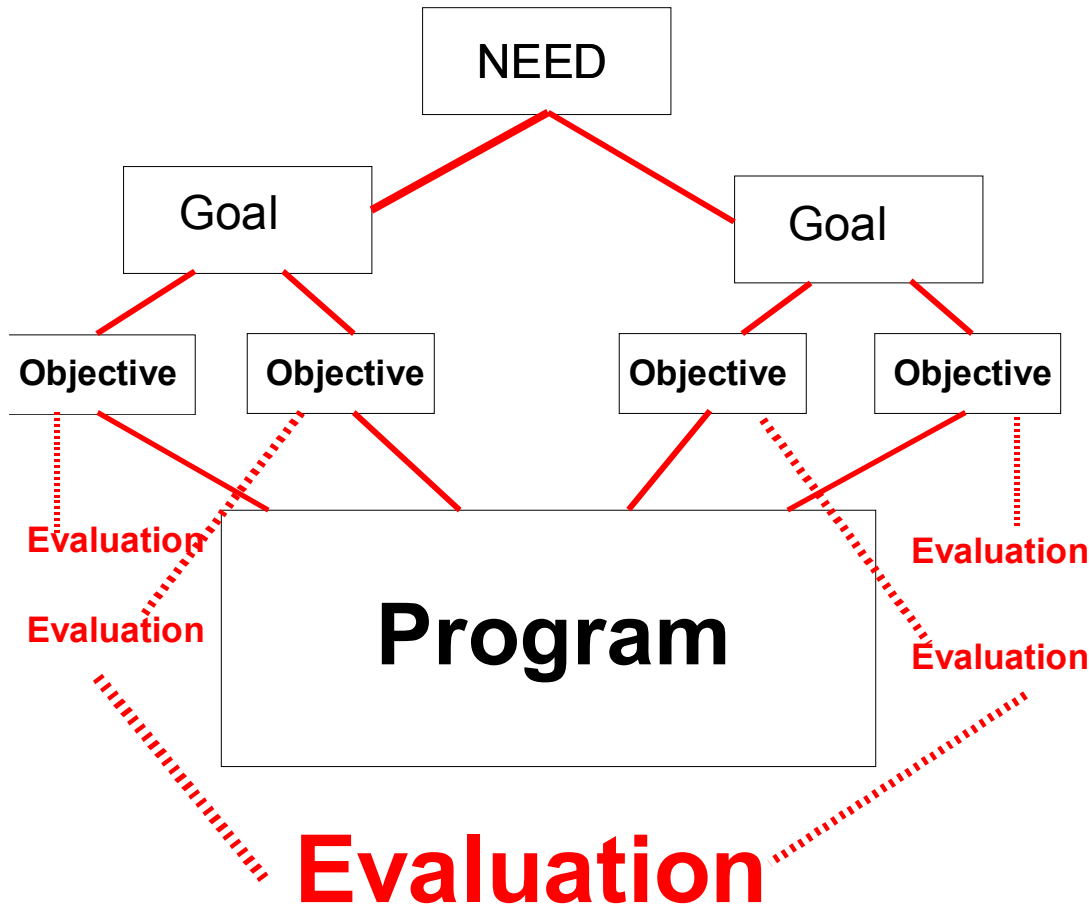 NEED
Goal
Goal
Objective
Objective
Objective
Objective
Evaluation
Evaluation
Evaluation
Program
Evaluation
Evaluation